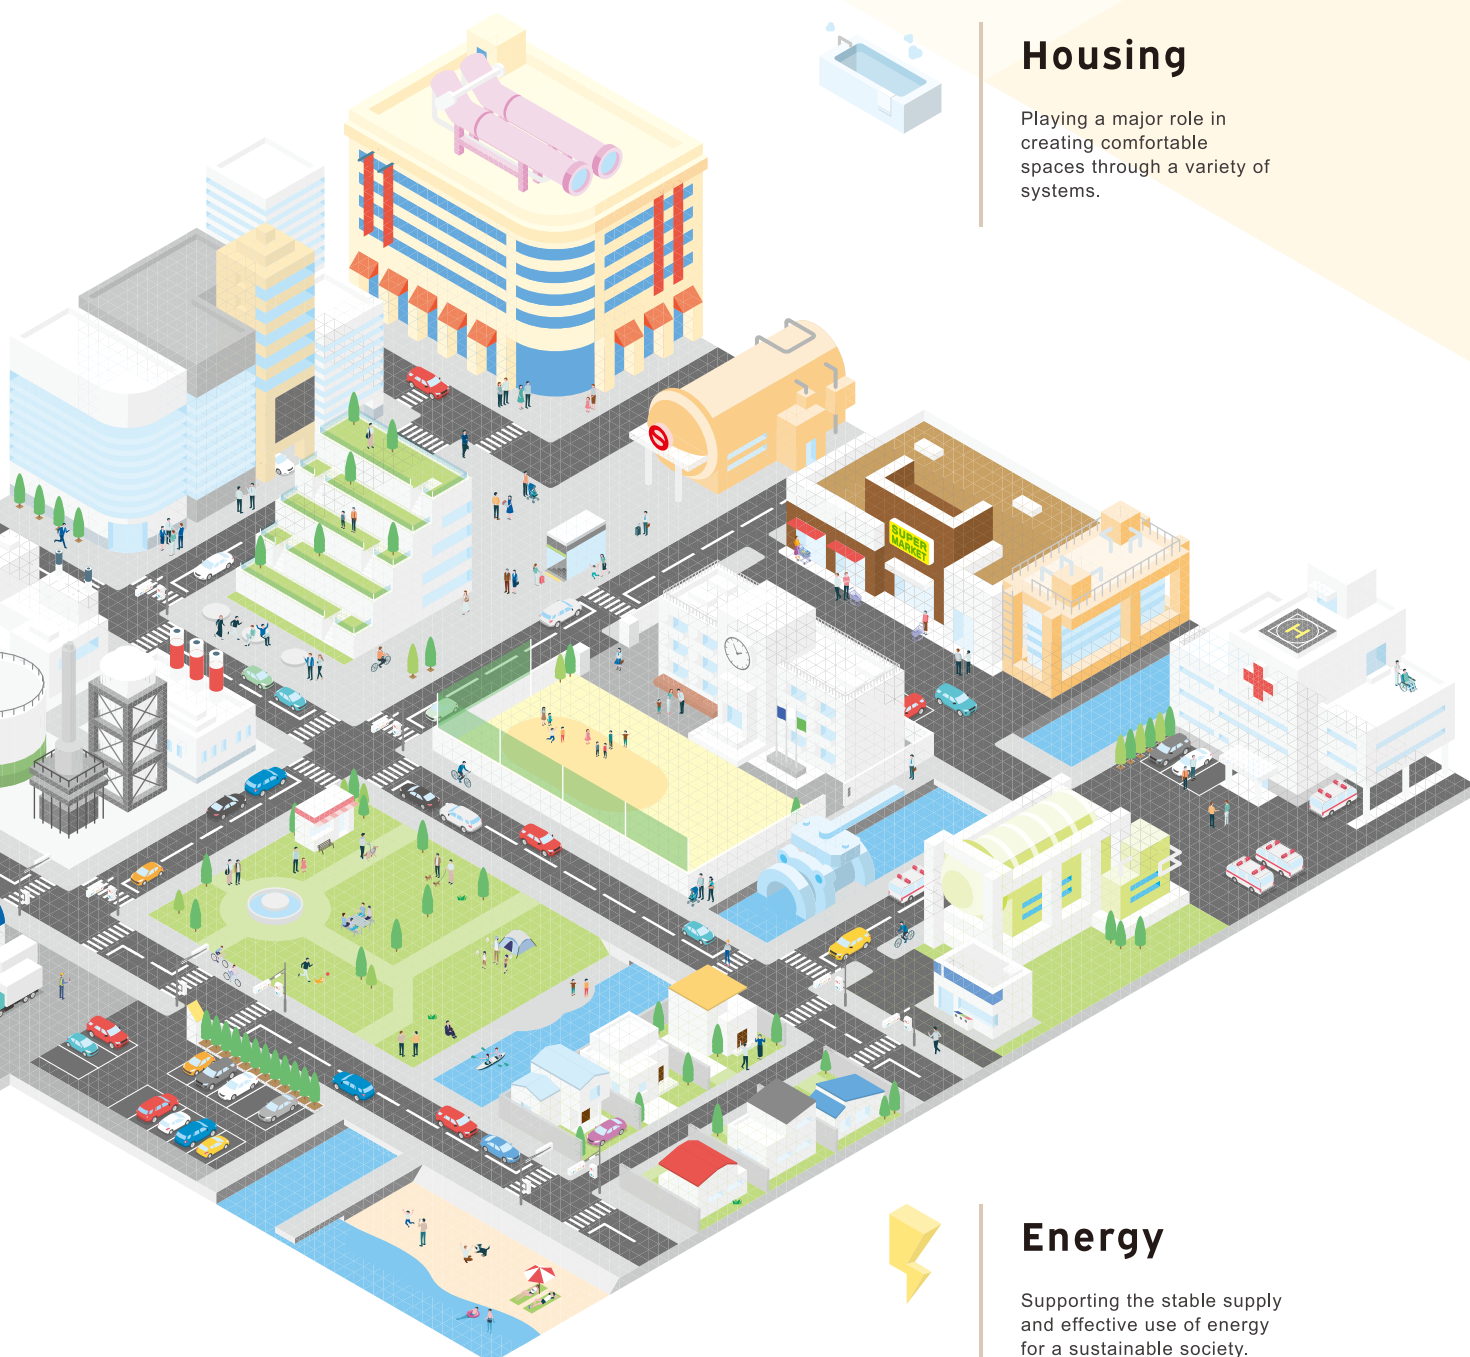 Housing
Playing a major role in
creating comfortable
spaces through a variety of
systems.
SUPER
MARKET
H
Energy
Supporting the stable supply
and effective use of energy
for a sustainable society.